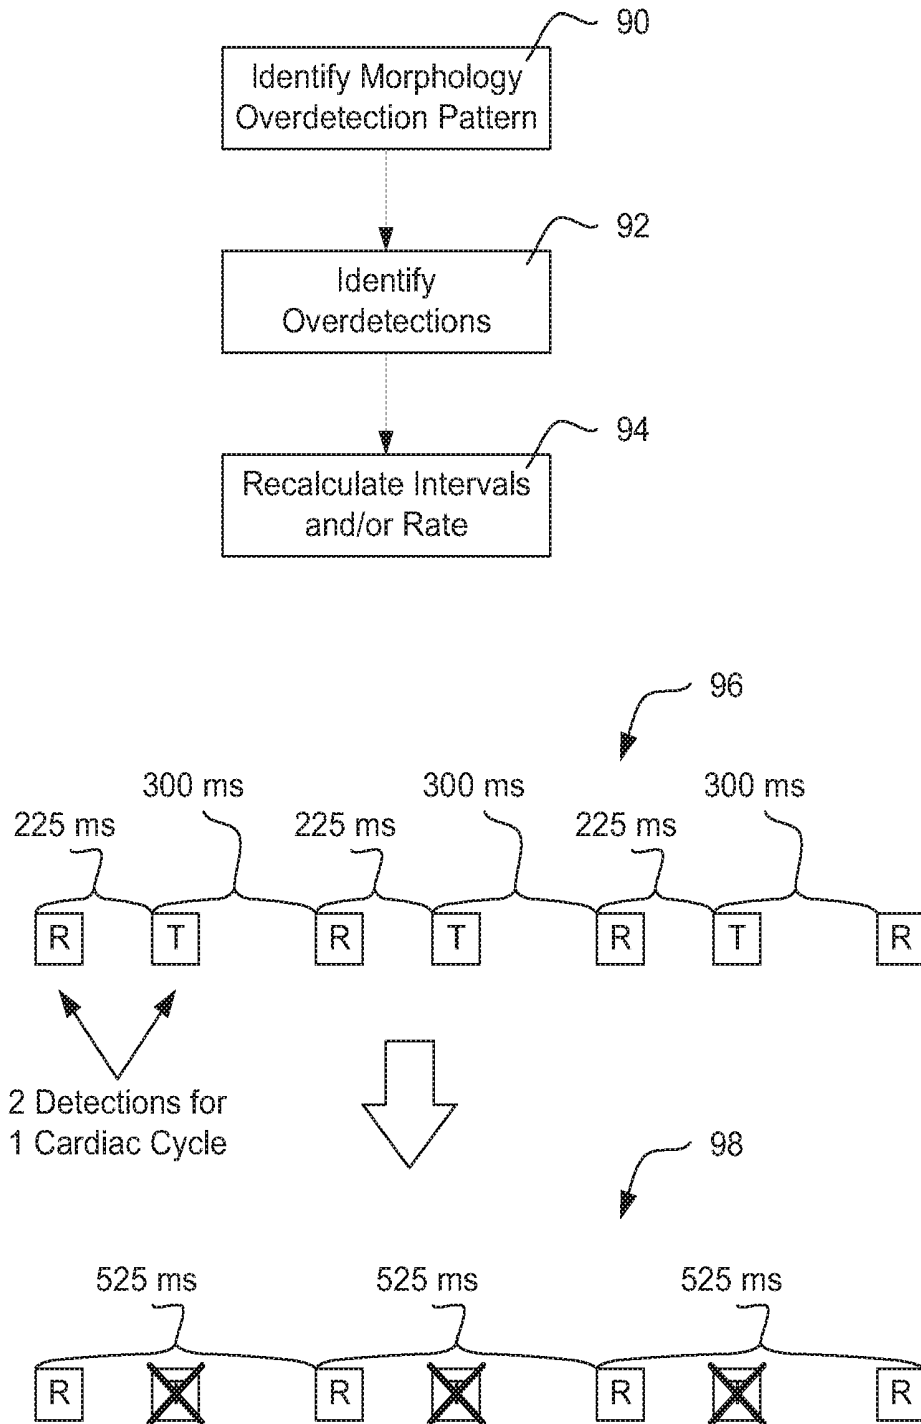 90
Identify Morphology
Overdetection Pattern
92
Identify
Overdetections
94
Recalculate Intervals
and/or Rate
96
300 ms 300 ms 300 ms
225 ms 225 ms 225 ms
R T R T R T R
2 Detections for
1 Cardiac Cycle
98
525 ms 525 ms 525 ms
R R R R